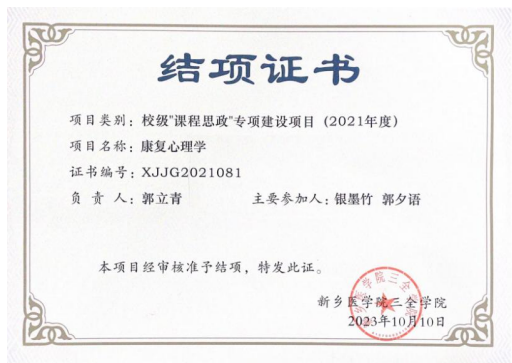 结项证书
项目类别：校级"课程思政"专项建设项目（2021年度）
项目名称：康复心理学
证书编号：XJJG2021081
负责人：郭立青 主要参加人：银墨竹 郭夕语
本项目经审核准予结项，特发此证。
新乡医学院三全学院
2023年10月10日